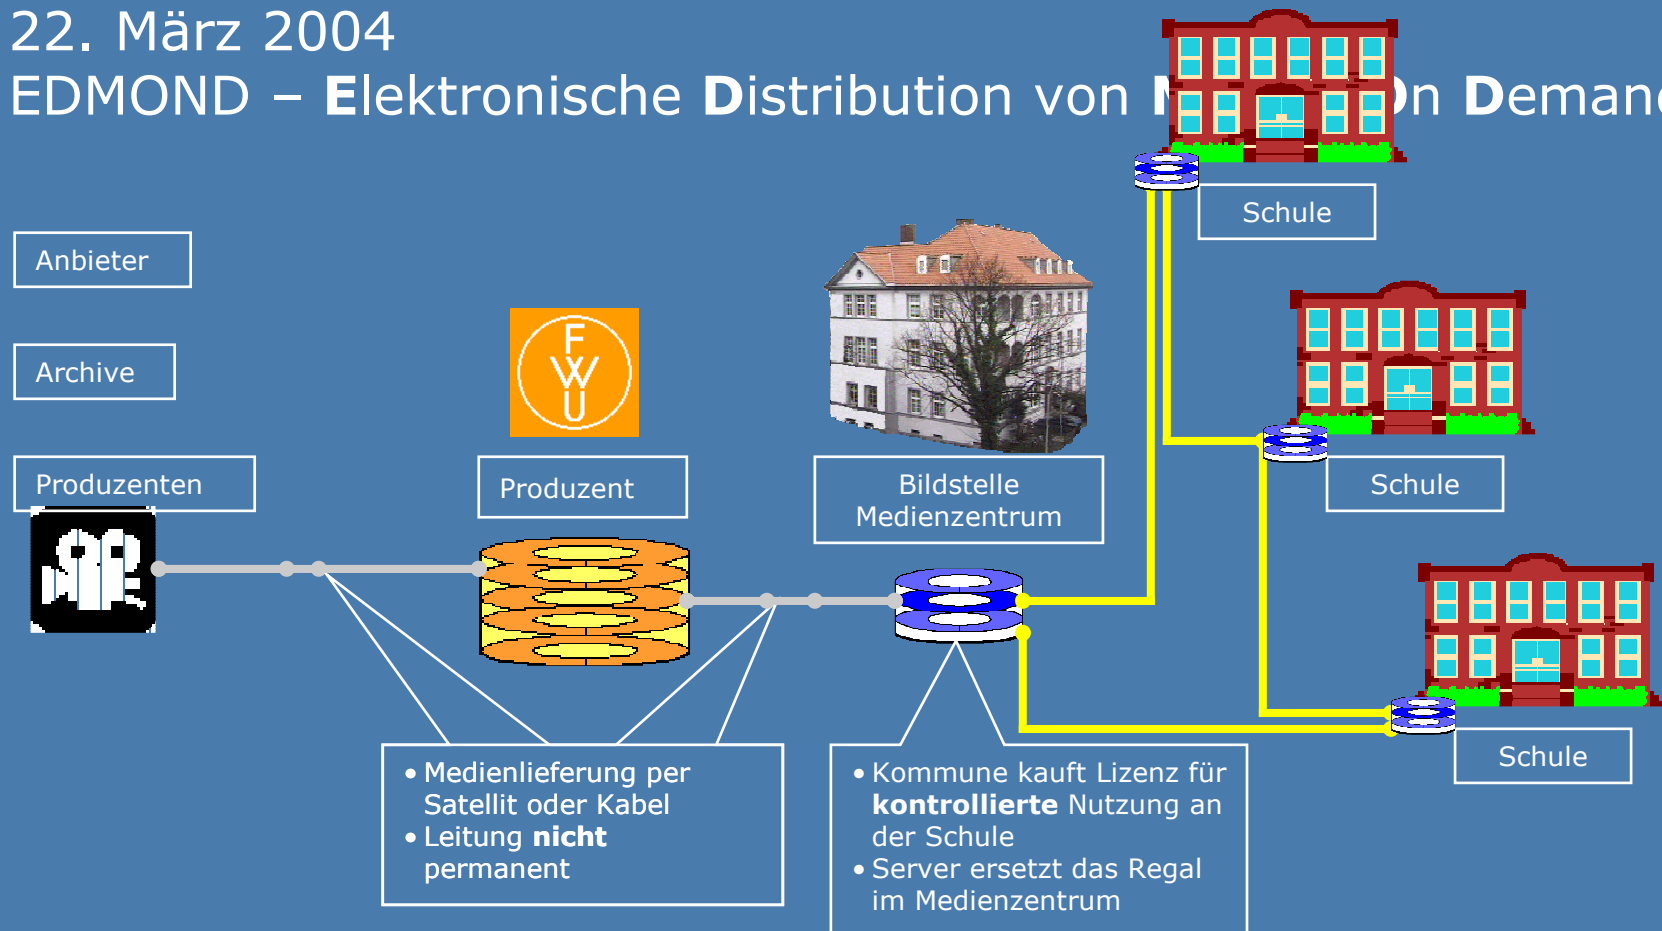 22. März 2004
EDMOND – Elektronische Distribution von n Demand
Schule
Anbieter
Archive
FWU
Schule
Produzenten
Produzent
Bildstelle
Medienzentrum
Schule
• Medienlieferung per
Satellit oder Kabel
• Leitung nicht
permanent
• Kommune kauft Lizenz für
kontrollierte Nutzung an
der Schule
• Server ersetzt das Regal
im Medienzentrum